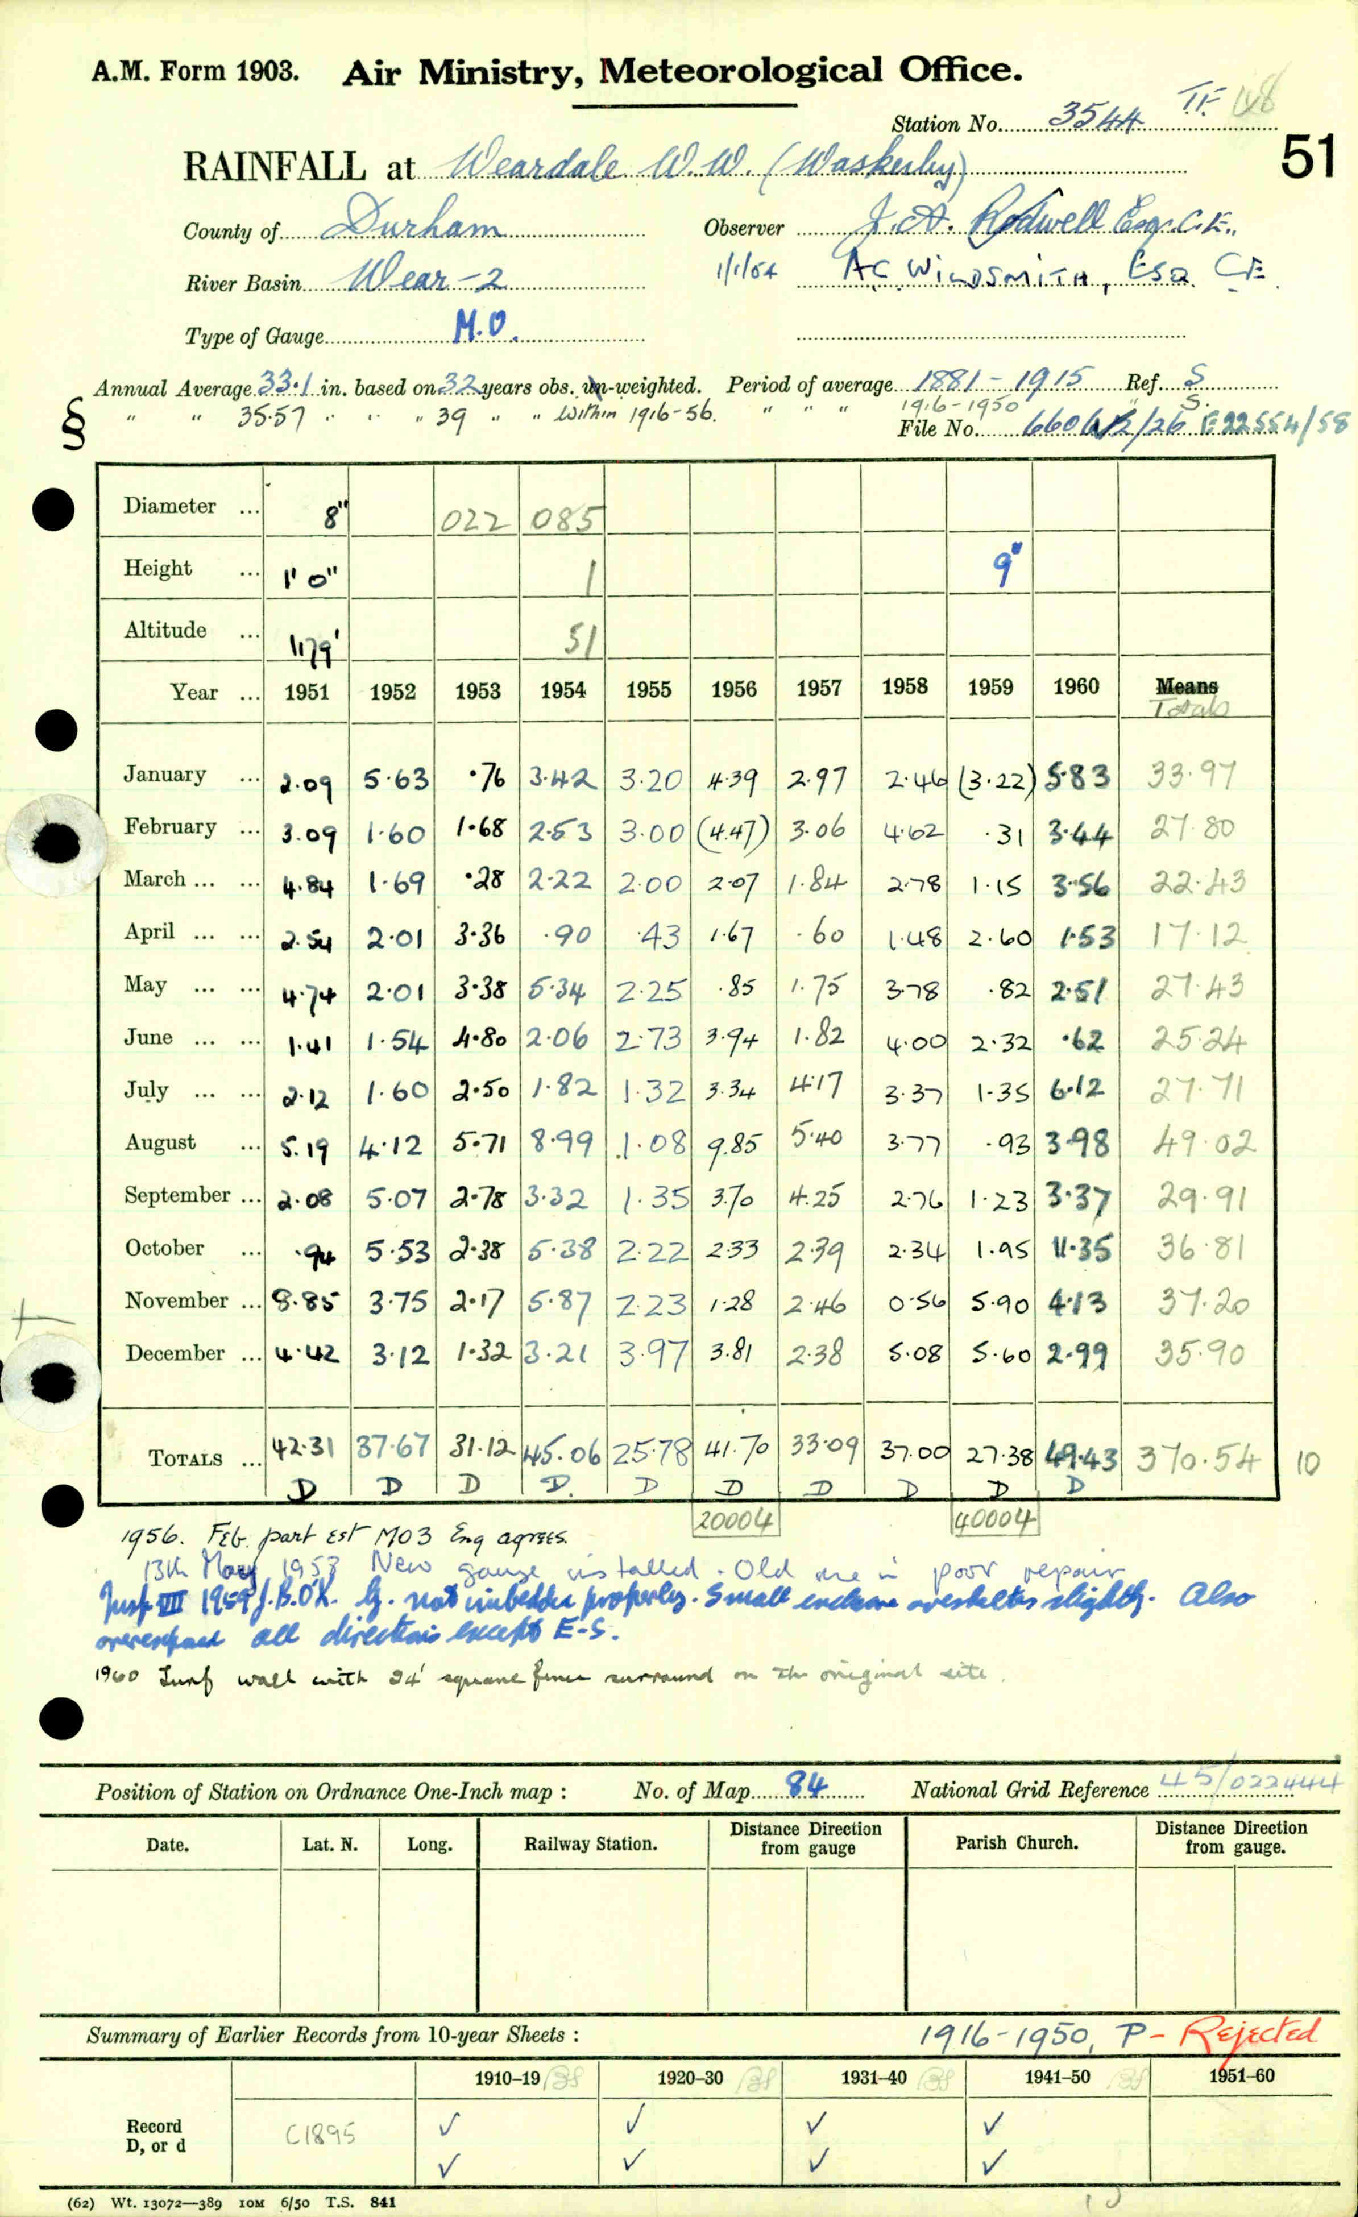 A.M. Form 1903. Air Ministry, Meteorological Office.
Station No. 3544 T.F. 48
51
RAINFALL at Weardale W.W. (Waskerley)
County of Durham Observer J.A. Rodwell Esq. C.E.
River Basin Wear-2 1/1/54 A.C. WILDSMITH, ESQ. C.E.
Type of Gauge M.O.
Annual Average 33.1 in. based on 32 years obs. un-weighted. Period of average 1881-1915 Ref. S
§ " " 35.57 " " " 39 " " Within 1916-56. " " " 1916-1950 S.
File No. E22554/58
Diameter ... 8" 022 085
Height ... 1' 0" 1 9"
Altitude ... 1179' 51
Year ... 1951 1952 1953 1954 1955 1956 1957 1958 1959 1960 Means
Totals
January ... 2.09 5.63 .76 3.42 3.20 4.39 2.97 2.46 (3.22) 5.83 33.97
February ... 3.09 1.60 1.68 2.53 3.00 (4.47) 3.06 4.62 .31 3.44 27.80
March ... ... 4.84 1.69 .28 2.22 2.00 2.07 1.84 2.78 1.15 3.56 22.43
April ... ... 2.54 2.01 3.36 .90 .43 1.67 .60 1.48 2.60 1.53 17.12
May ... ... 4.74 2.01 3.38 5.34 2.25 .85 1.75 3.78 .82 2.51 27.43
June ... ... 1.41 1.54 4.80 2.06 2.73 3.94 1.82 4.00 2.32 .62 25.24
July ... ... 2.12 1.60 2.50 1.82 1.32 3.34 4.17 3.37 1.35 6.12 27.71
August ... 5.19 4.12 5.71 8.99 1.08 9.85 5.40 3.77 .93 3.98 49.02
September ... 2.08 5.07 2.78 3.32 1.35 3.70 4.25 2.76 1.23 3.37 29.91
October ... .94 5.53 2.38 5.38 2.22 2.33 2.39 2.34 1.95 11.35 36.81
November ... 8.85 3.75 2.17 5.87 2.23 1.28 2.46 0.56 5.90 4.13 37.20
December ... 4.42 3.12 1.32 3.21 3.97 3.81 2.38 5.08 5.60 2.99 35.90
TOTALS ... 42.31 37.67 31.12 45.06 25.78 41.70 33.09 37.00 27.38 49.43 370.54 10
D D D D. D D D D D D
20004 40004
1956. Feb. part est MO3 Eng agrees.
13th May 1958 New gauge installed. Old one in poor repair
Insp VIII 1959 J.B.O'K. G. not imbedded properly. Small enclosure overshelters slightly. Also
overexposed all directions except E-S.
1960 Turf wall with 24' square fence surround on the original site.
Position of Station on Ordnance One-Inch map : No. of Map 84 National Grid Reference 45/022444
Date. Lat. N. Long. Railway Station. Distance Direction from gauge Parish Church. Distance Direction from gauge.
Summary of Earlier Records from 10-year Sheets : 1916-1950, P - Rejected
1910–19 1920–30 1931–40 1941–50 1951–60
Record
D, or d C1895 ✓ ✓ ✓ ✓
✓ ✓ ✓ ✓
(62) Wt. 13072—389 10M 6/50 T.S. 841